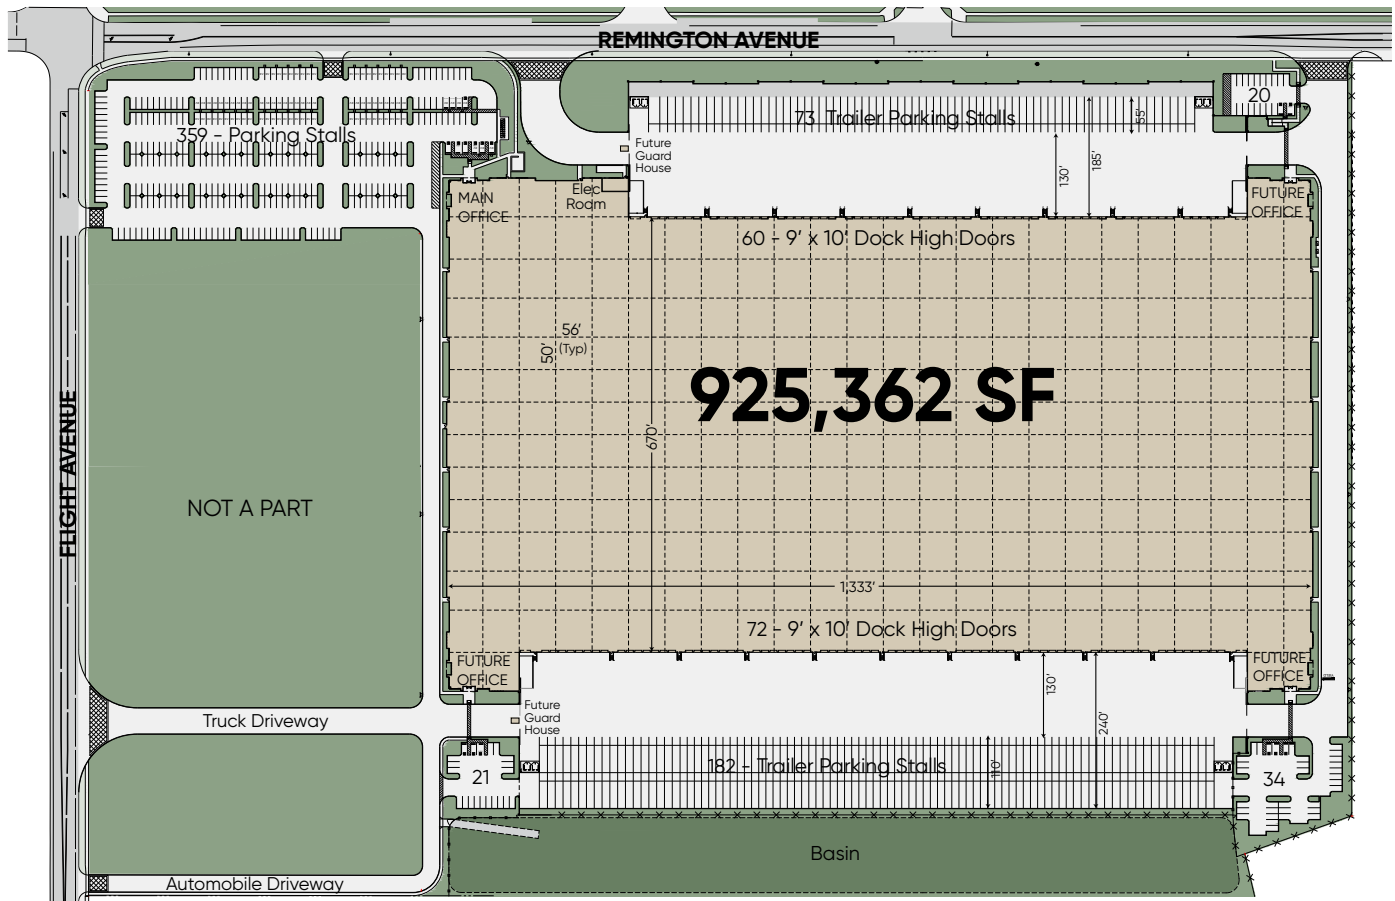 REMINGTON AVENUE
20
73 Trailer Parking Stalls
55'
359 - Parking Stalls
Future
Guard
House
130'
185'
Elec
Room
MAIN
OFFICE
FUTURE
OFFICE
60 - 9' x 10' Dock High Doors
56'
(Typ)
50'
925,362 SF
670'
FLIGHT AVENUE
NOT A PART
1,333'
72 - 9' x 10' Dock High Doors
FUTURE
OFFICE
FUTURE
OFFICE
130'
240'
Future
Guard
House
Truck Driveway
182 - Trailer Parking Stalls
110'
21
34
Basin
Automobile Driveway